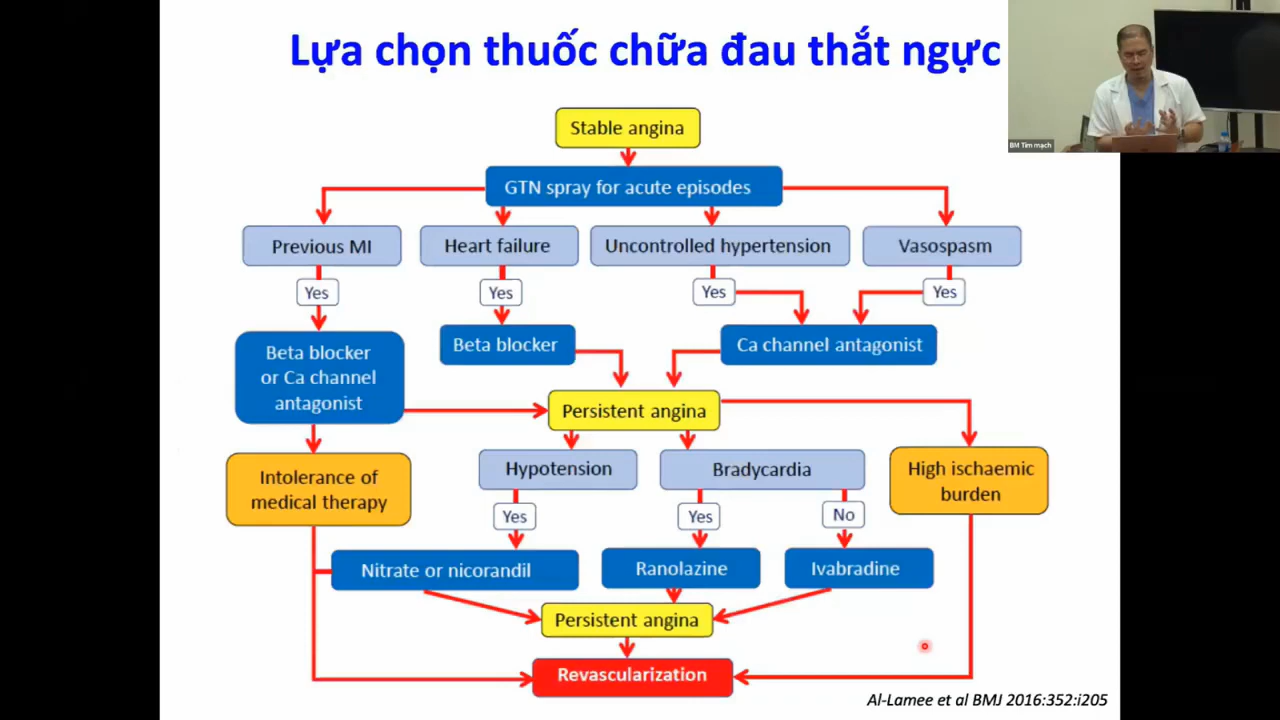 Lựa chọn thuốc chữa đau thắt ngực
BM Tim mạch
Stable angina
GTN spray for acute episodes
Previous MI
Heart failure
Uncontrolled hypertension
Vasospasm
Yes
Yes
Yes
Yes
Beta blocker
or Ca channel
antagonist
Beta blocker
Ca channel antagonist
Persistent angina
Intolerance of
medical therapy
Hypotension
Bradycardia
High ischaemic
burden
Yes
Yes
No
Nitrate or nicorandil
Ranolazine
Ivabradine
Persistent angina
Revascularization
Al-Lamee et al BMJ 2016:352:i205